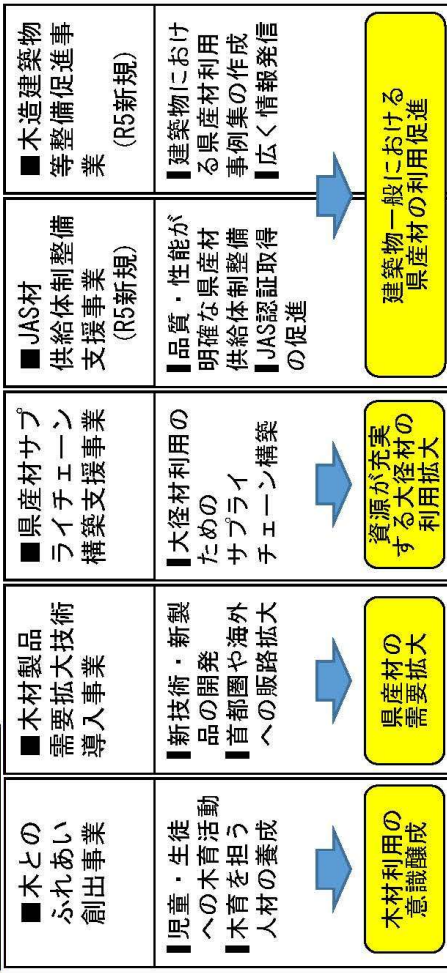 ■木との
ふれあい
創出事業
■児童・生徒
への木育活動
■木育を担う
人材の養成
木材利用の
意識醸成
■木材製品
需要拡大技術
導入事業
■新技術・新製
品の開発
■首都圏や海外
への販路拡大
県産材の
需要拡大
■県産材サプ
ライチェーン
構築支援事業
■大径材利用の
ための
サプライ
チェーン構築
資源が充実
する大径材の
利用拡大
■JAS材
供給体制整備
支援事業
(R5新規)
■品質・性能が
明確な県産材
供給体制整備
■JAS認証取得
の促進
■木造建築物
等整備促進事
業
(R5新規)
■建築物におけ
る県産材利用
事例集の作成
■広く情報発信
建築物一般における
県産材の利用促進